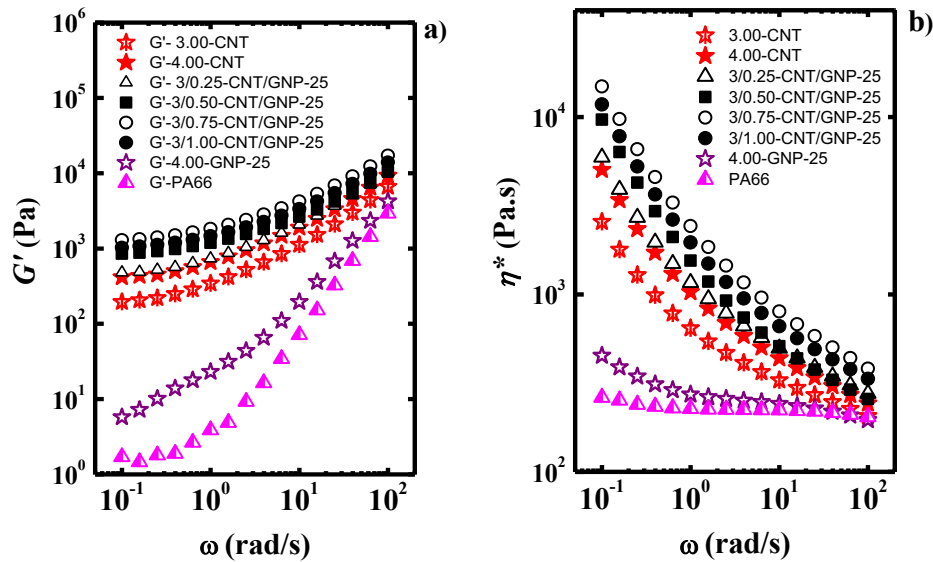 a)
G' (Pa)
10⁶
10⁵
10⁴
10³
10²
10¹
10⁰
G'- 3.00-CNT
G'-4.00-CNT
G'- 3/0.25-CNT/GNP-25
G'-3/0.50-CNT/GNP-25
G'-3/0.75-CNT/GNP-25
G'-3/1.00-CNT/GNP-25
G'-4.00-GNP-25
G'-PA66
10⁻¹ 10⁰ 10¹ 10²
ω (rad/s)
b)
η* (Pa.s)
10⁴
10³
10²
3.00-CNT
4.00-CNT
3/0.25-CNT/GNP-25
3/0.50-CNT/GNP-25
3/0.75-CNT/GNP-25
3/1.00-CNT/GNP-25
4.00-GNP-25
PA66
10⁻¹ 10⁰ 10¹ 10²
ω (rad/s)